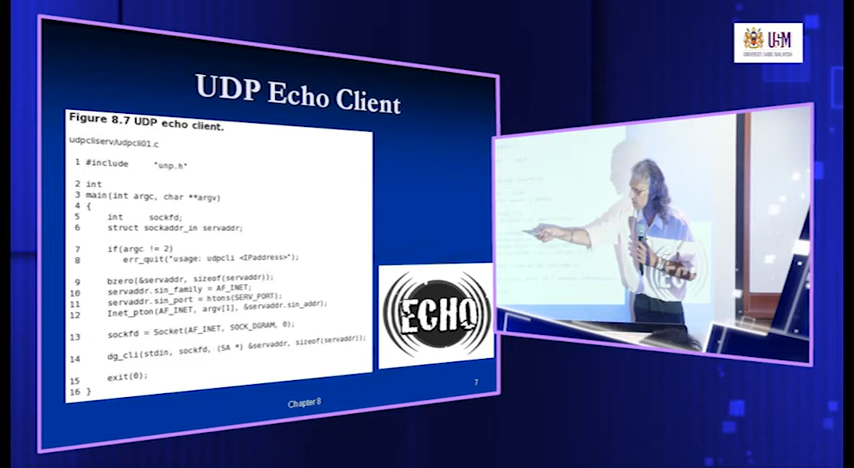 USM
UNIVERSITI SAINS MALAYSIA
UDP Echo Client
Figure 8.7 UDP echo client.
udpcliserv/udpcli01.c
1 #include "unp.h"
2 int
3 main(int argc, char **argv)
4 {
5 int sockfd;
6 struct sockaddr_in servaddr;
7 if(argc != 2)
8 err_quit("usage: udpcli <IPaddress>");
9 bzero(&servaddr, sizeof(servaddr));
10 servaddr.sin_family = AF_INET;
11 servaddr.sin_port = htons(SERV_PORT);
12 Inet_pton(AF_INET, argv[1], &servaddr.sin_addr);
13 sockfd = Socket(AF_INET, SOCK_DGRAM, 0);
14 dg_cli(stdin, sockfd, (SA *) &servaddr, sizeof(servaddr));
15 exit(0);
16 }
ECHO
Chapter 8
7